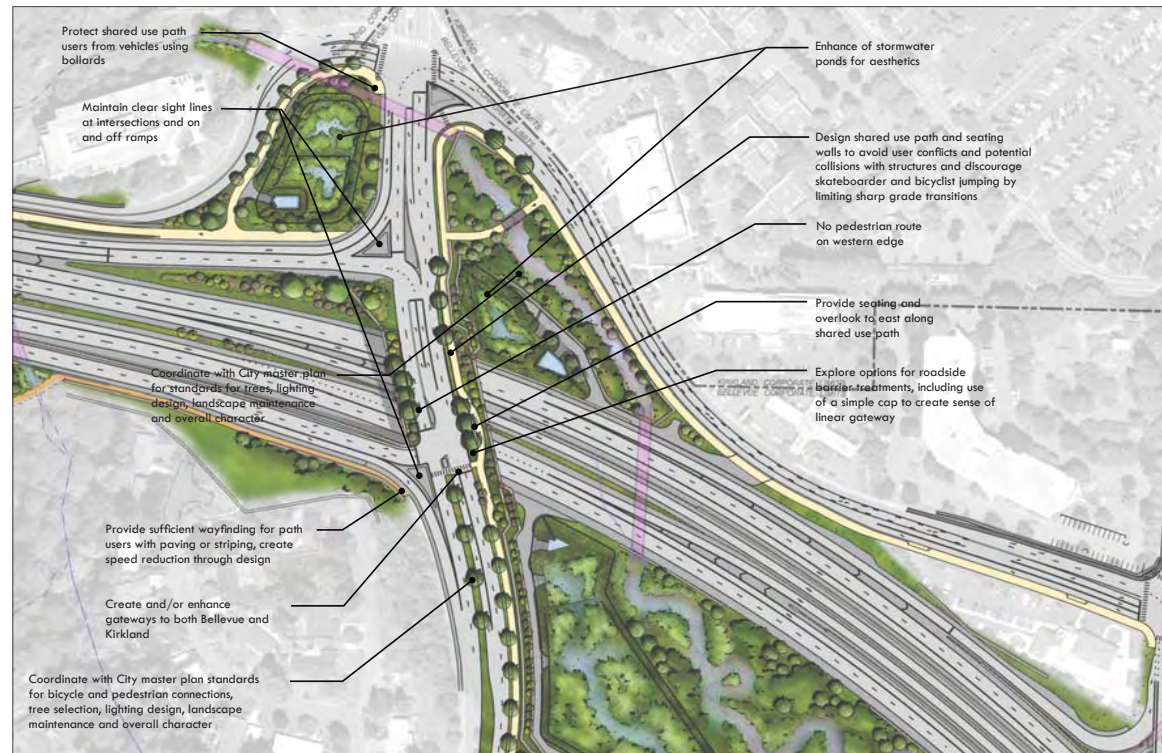 Protect shared use path
users from vehicles using
bollards
Maintain clear sight lines
at intersections and on
and off ramps
Coordinate with City master plan
for standards for trees, lighting
design, landscape maintenance
and overall character
Provide sufficient wayfinding for path
users with paving or striping, create
speed reduction through design
Create and/or enhance
gateways to both Bellevue and
Kirkland
Coordinate with City master plan standards
for bicycle and pedestrian connections,
tree selection, lighting design, landscape
maintenance and overall character
Enhance of stormwater
ponds for aesthetics
Design shared use path and seating
walls to avoid user conflicts and potential
collisions with structures and discourage
skateboarder and bicyclist jumping by
limiting sharp grade transitions
No pedestrian route
on western edge
Provide seating and
overlook to east along
shared use path
Explore options for roadside
barrier treatments, including use
of a simple cap to create sense of
linear gateway
KIRKLAND CORPORATE LIMITS
BELLEVUE CORPORATE LIMITS
KIRKLAND CORPORATE LIMITS
BELLEVUE CORPORATE LIMITS